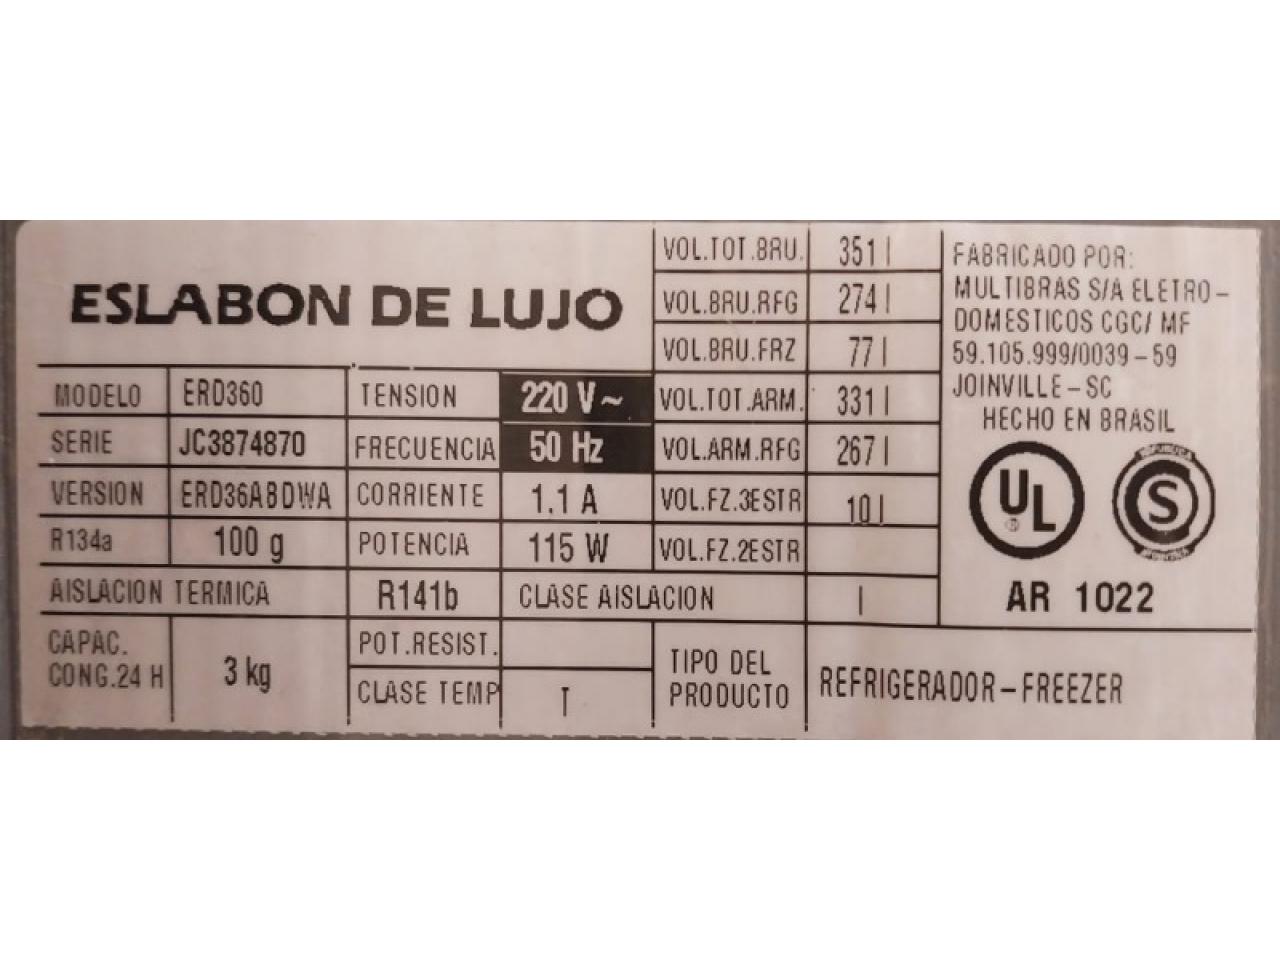 ESLABON DE LUJO
VOL.TOT.BRU. 351 l
VOL.BRU.RFG 274 l
VOL.BRU.FRZ 77 l
MODELO ERD360 TENSION 220 V~ VOL.TOT.ARM. 331 l
SERIE JC3874870 FRECUENCIA 50 Hz VOL.ARM.RFG 267 l
VERSION ERD36ABDWA CORRIENTE 1.1 A VOL.FZ.3ESTR 10 l
R134a 100 g POTENCIA 115 W VOL.FZ.2ESTR
AISLACION TERMICA R141b CLASE AISLACION I
CAPAC.
CONG.24 H 3 kg
POT.RESIST.
CLASE TEMP T
TIPO DEL
PRODUCTO REFRIGERADOR-FREEZER
FABRICADO POR:
MULTIBRAS S/A ELETRO-
DOMESTICOS CGC/ MF
59.105.999/0039-59
JOINVILLE-SC
HECHO EN BRASIL
UL ®
S
AR 1022